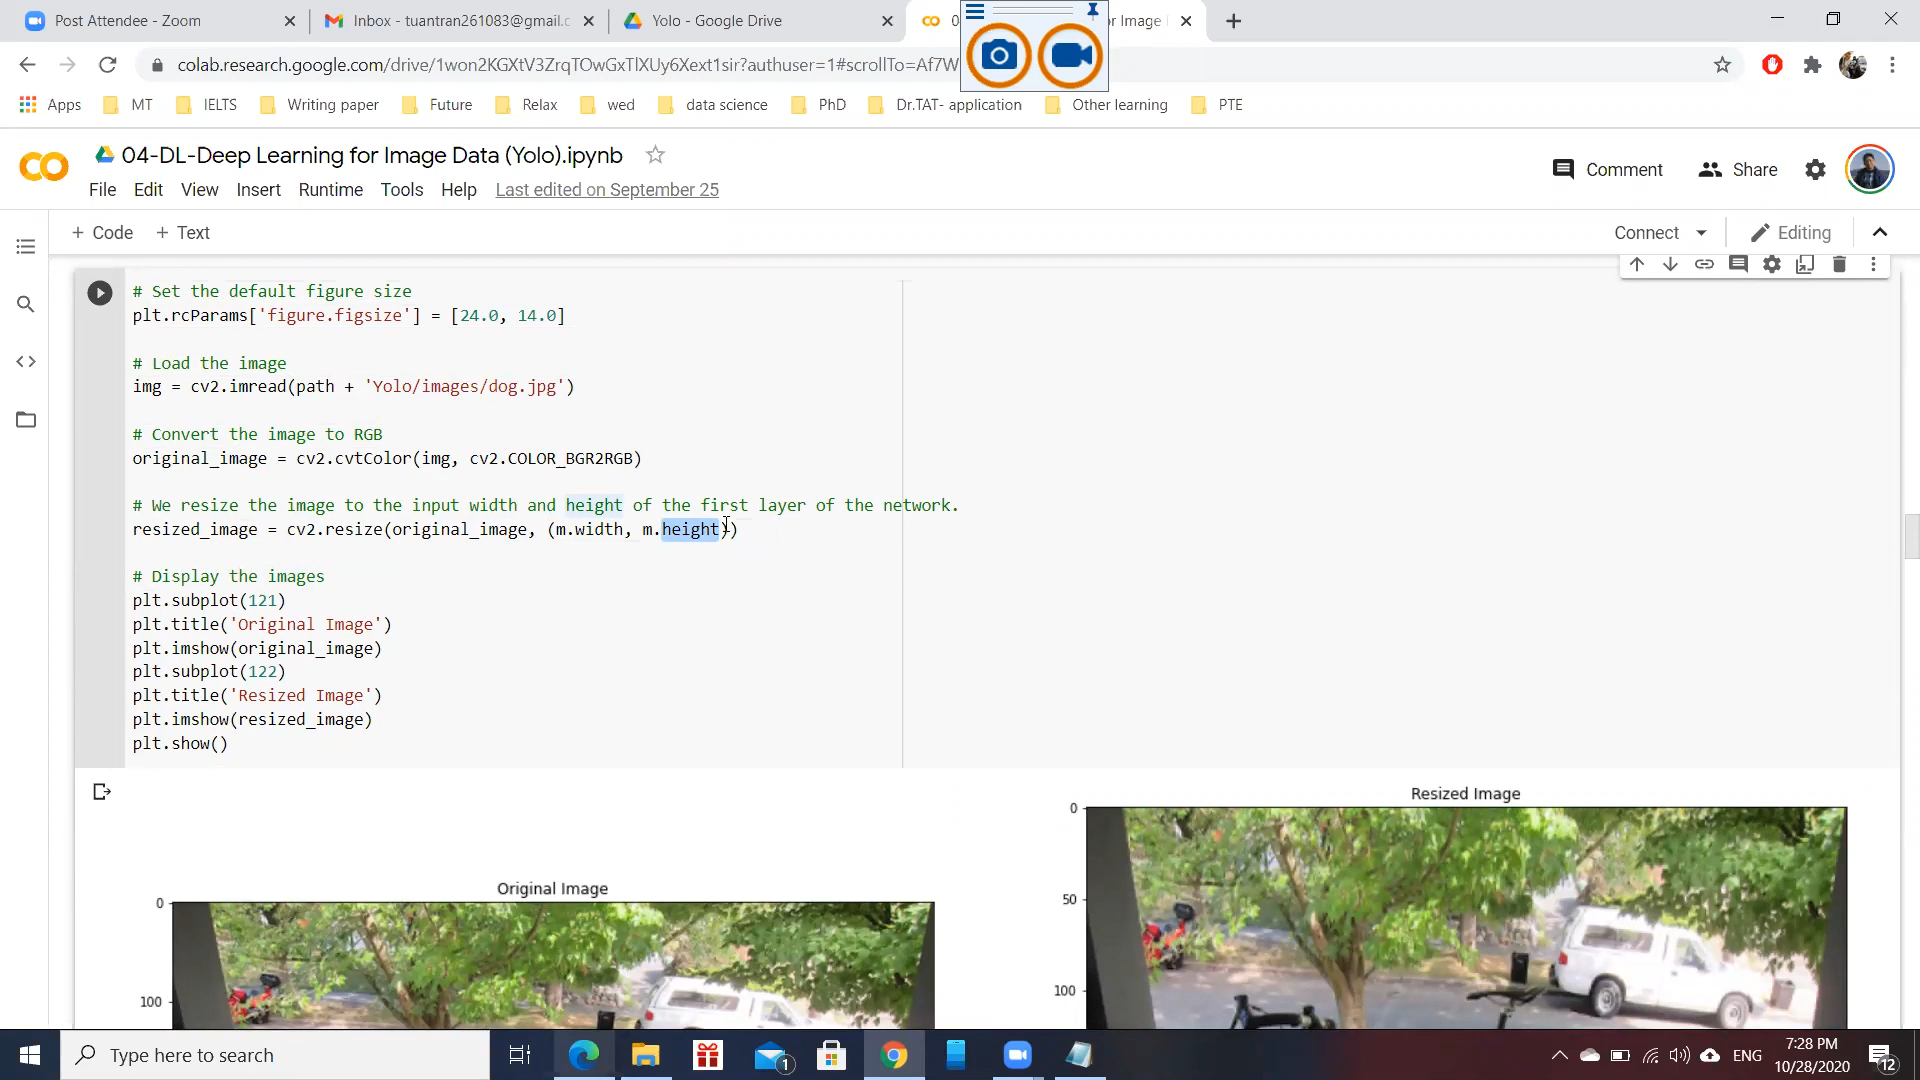 Post Attendee - Zoom
Inbox - tuantran261083@gmail.c
Yolo - Google Drive
or Image
colab.research.google.com/drive/1won2KGXtV3ZrqTOwGxTlXUy6Xext1sir?authuser=1#scrollTo=Af7W
Apps
MT
IELTS
Writing paper
Future
Relax
wed
data science
PhD
Dr.TAT- application
Other learning
PTE
04-DL-Deep Learning for Image Data (Yolo).ipynb
Comment
Share
File Edit View Insert Runtime Tools Help Last edited on September 25
+ Code + Text
Connect
Editing
# Set the default figure size
plt.rcParams['figure.figsize'] = [24.0, 14.0]
# Load the image
img = cv2.imread(path + 'Yolo/images/dog.jpg')
# Convert the image to RGB
original_image = cv2.cvtColor(img, cv2.COLOR_BGR2RGB)
# We resize the image to the input width and height of the first layer of the network.
resized_image = cv2.resize(original_image, (m.width, m.height))
# Display the images
plt.subplot(121)
plt.title('Original Image')
plt.imshow(original_image)
plt.subplot(122)
plt.title('Resized Image')
plt.imshow(resized_image)
plt.show()
Resized Image
0
50
100
Original Image
0
100
Type here to search
1
ENG
7:28 PM
10/28/2020
12